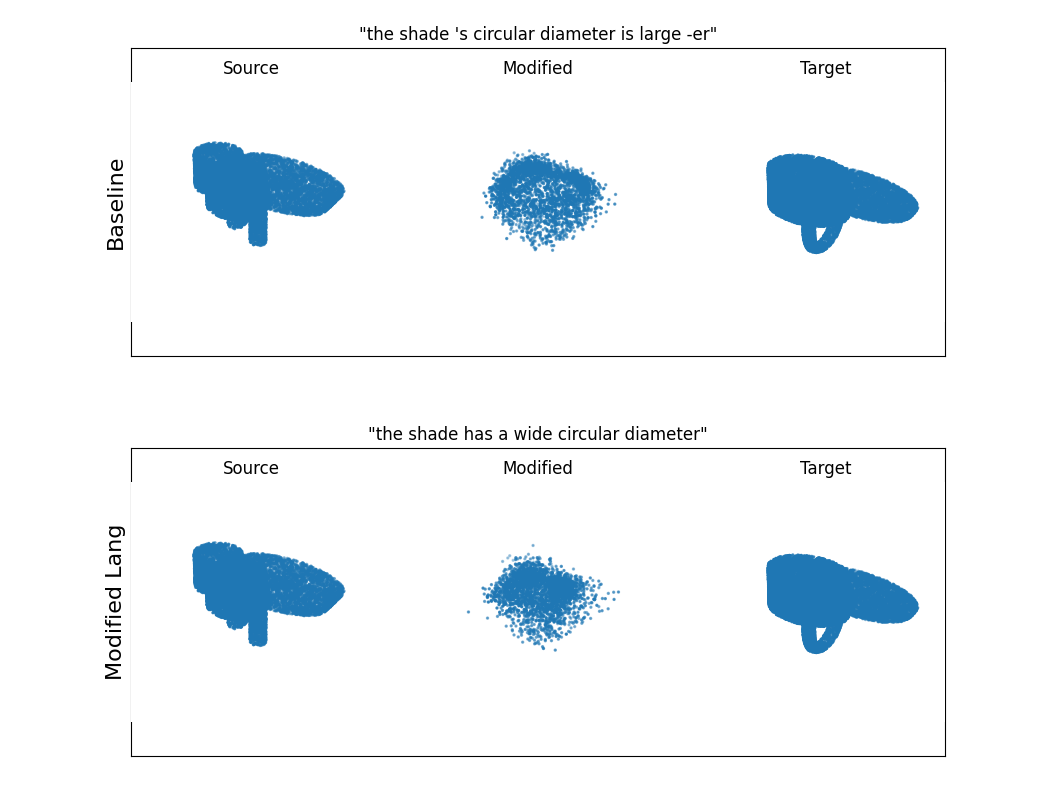 "the shade 's circular diameter is large -er"
Source Modified Target
Baseline
"the shade has a wide circular diameter"
Source Modified Target
Modified Lang